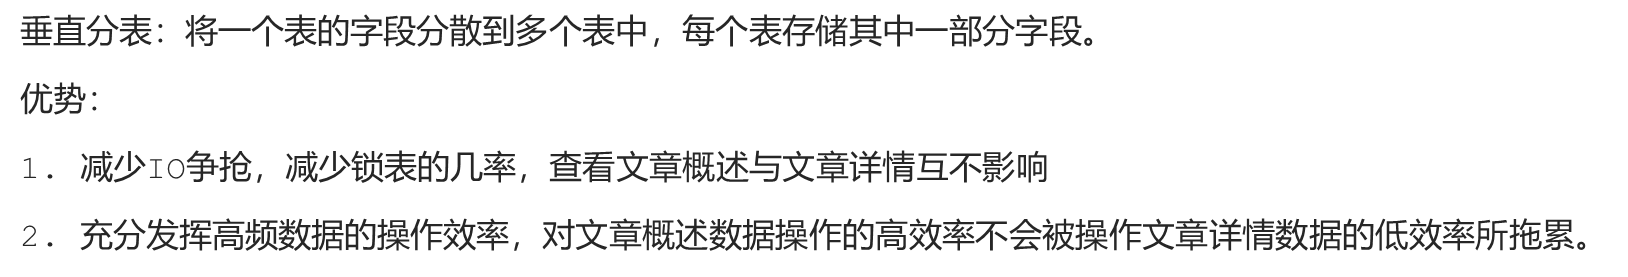 垂直分表：将一个表的字段分散到多个表中，每个表存储其中一部分字段。
优势：
1. 减少IO争抢，减少锁表的几率，查看文章概述与文章详情互不影响
2. 充分发挥高频数据的操作效率，对文章概述数据操作的高效率不会被操作文章详情数据的低效率所拖累。